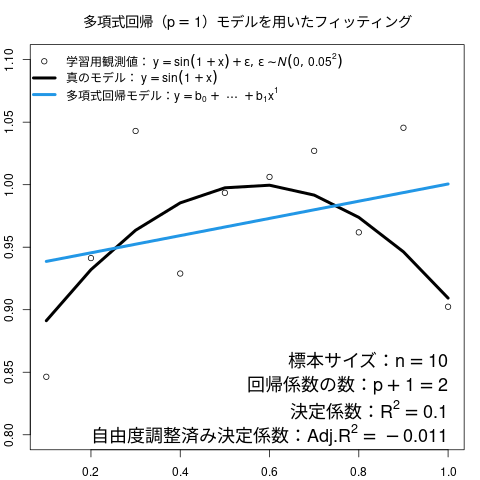 多項式回帰（p = 1）モデルを用いたフィッティング
学習用観測値： y = sin(1 + x) + ε, ε ~ N(0, 0.05²)
真のモデル： y = sin(1 + x)
多項式回帰モデル：y = b₀ + ⋯ + b₁x¹
1.10
1.05
1.00
0.95
0.90
0.85
0.80
標本サイズ：n = 10
回帰係数の数：p + 1 = 2
決定係数：R² = 0.1
自由度調整済み決定係数：Adj.R² = −0.011
0.2 0.4 0.6 0.8 1.0